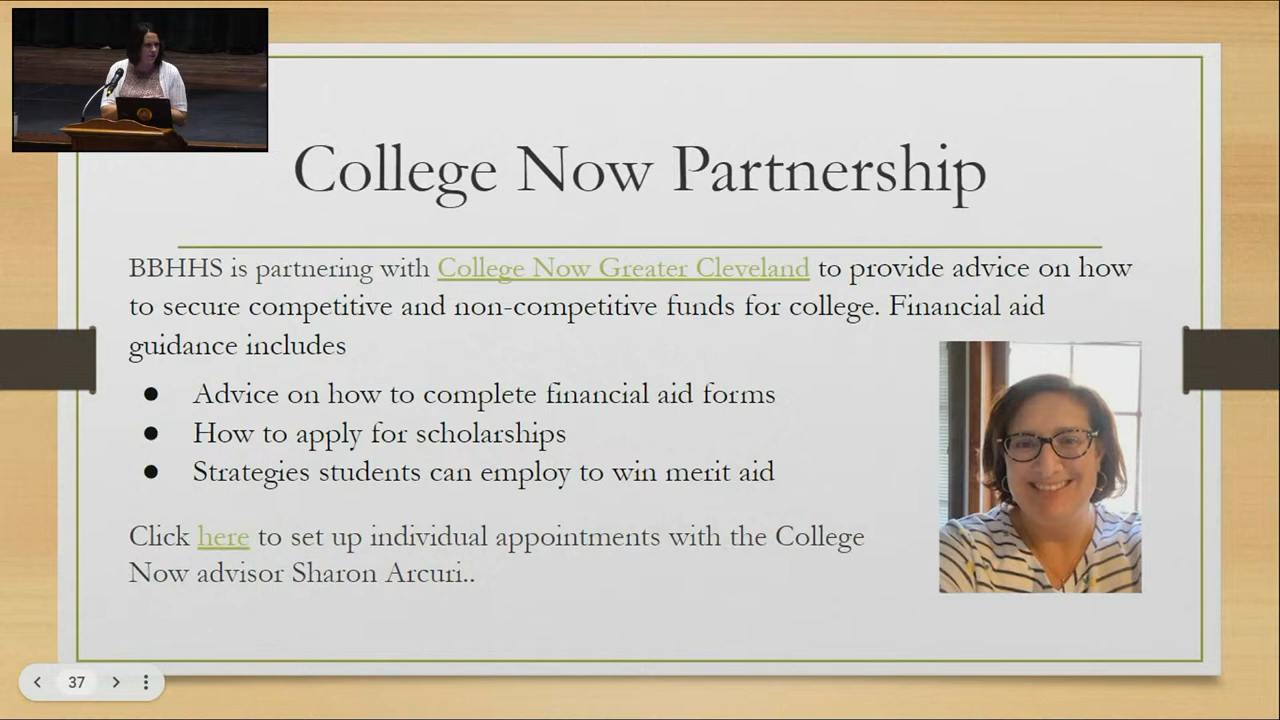 College Now Partnership
BBHHS is partnering with College Now Greater Cleveland to provide advice on how
to secure competitive and non-competitive funds for college. Financial aid
guidance includes
● Advice on how to complete financial aid forms
● How to apply for scholarships
● Strategies students can employ to win merit aid
Click here to set up individual appointments with the College
Now advisor Sharon Arcuri..
37